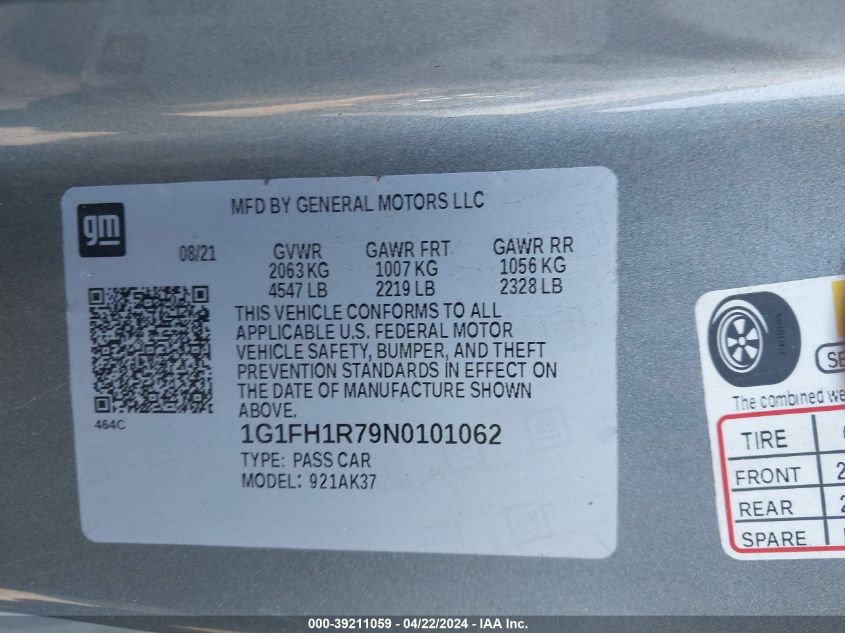 gm
MFD BY GENERAL MOTORS LLC
08/21 GVWR GAWR FRT GAWR RR
2063 KG 1007 KG 1056 KG
4547 LB 2219 LB 2328 LB
THIS VEHICLE CONFORMS TO ALL
APPLICABLE U.S. FEDERAL MOTOR
VEHICLE SAFETY, BUMPER, AND THEFT
PREVENTION STANDARDS IN EFFECT ON
THE DATE OF MANUFACTURE SHOWN
ABOVE.
464C
1G1FH1R79N0101062
TYPE: PASS CAR
MODEL: 921AK37
The combined
TIRE
FRONT
REAR
SPARE
000-39211059 - 04/22/2024 - IAA Inc.